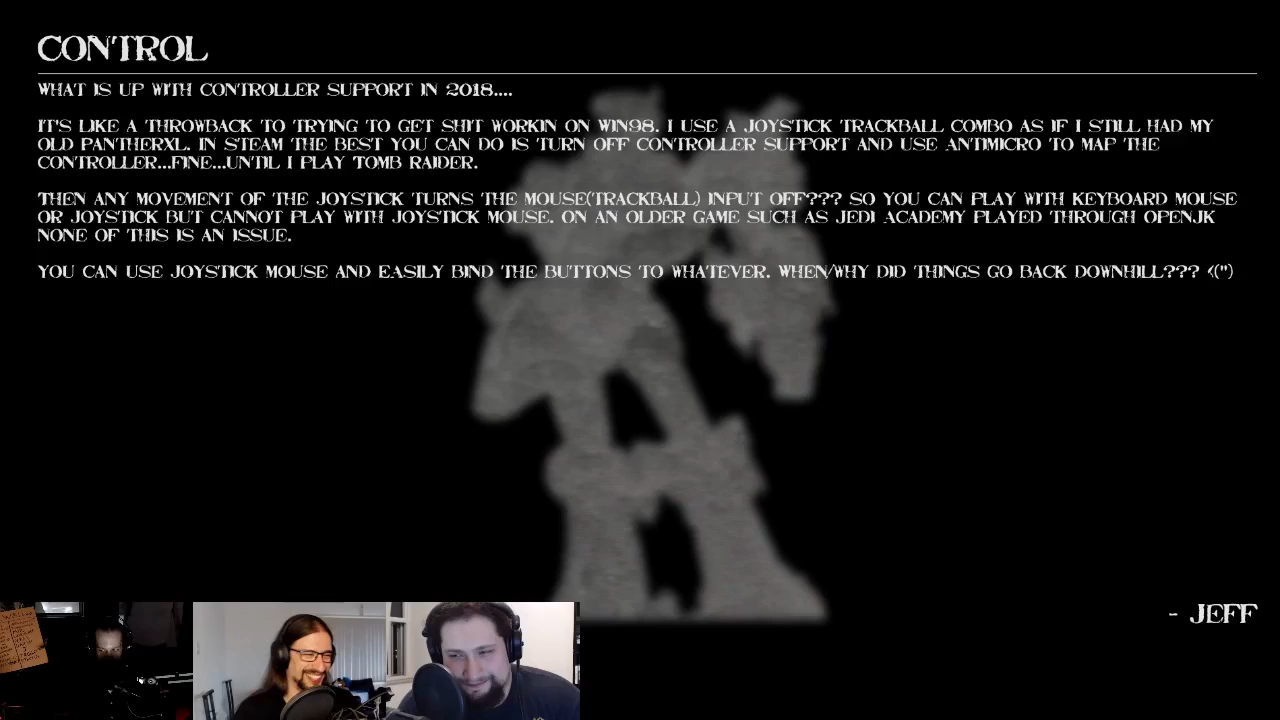 CONTROL
WHAT IS UP WITH CONTROLLER SUPPORT IN 2018....
IT'S LIKE A THROWBACK TO TRYING TO GET SHIT WORKIN ON WIN98. I USE A JOYSTICK TRACKBALL COMBO AS IF I STILL HAD MY
OLD PANTHERXL. IN STEAM THE BEST YOU CAN DO IS TURN OFF CONTROLLER SUPPORT AND USE ANTIMICRO TO MAP THE
CONTROLLER...FINE...UNTIL I PLAY TOMB RAIDER.
THEN ANY MOVEMENT OF THE JOYSTICK TURNS THE MOUSE(TRACKBALL) INPUT OFF??? SO YOU CAN PLAY WITH KEYBOARD MOUSE
OR JOYSTICK BUT CANNOT PLAY WITH JOYSTICK MOUSE. ON AN OLDER GAME SUCH AS JEDI ACADEMY PLAYED THROUGH OPENJK
NONE OF THIS IS AN ISSUE.
YOU CAN USE JOYSTICK MOUSE AND EASILY BIND THE BUTTONS TO WHATEVER. WHEN/WHY DID THINGS GO BACK DOWNHILL??? <(")
- JEFF